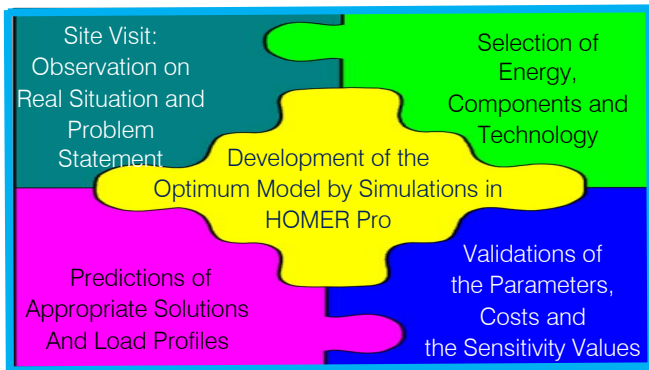 Site Visit:
Observation on
Real Situation and
Problem
Statement
Selection of
Energy,
Components and
Technology
Development of the
Optimum Model by Simulations in
HOMER Pro
Predictions of
Appropriate Solutions
And Load Profiles
Validations of
the Parameters,
Costs and
the Sensitivity Values